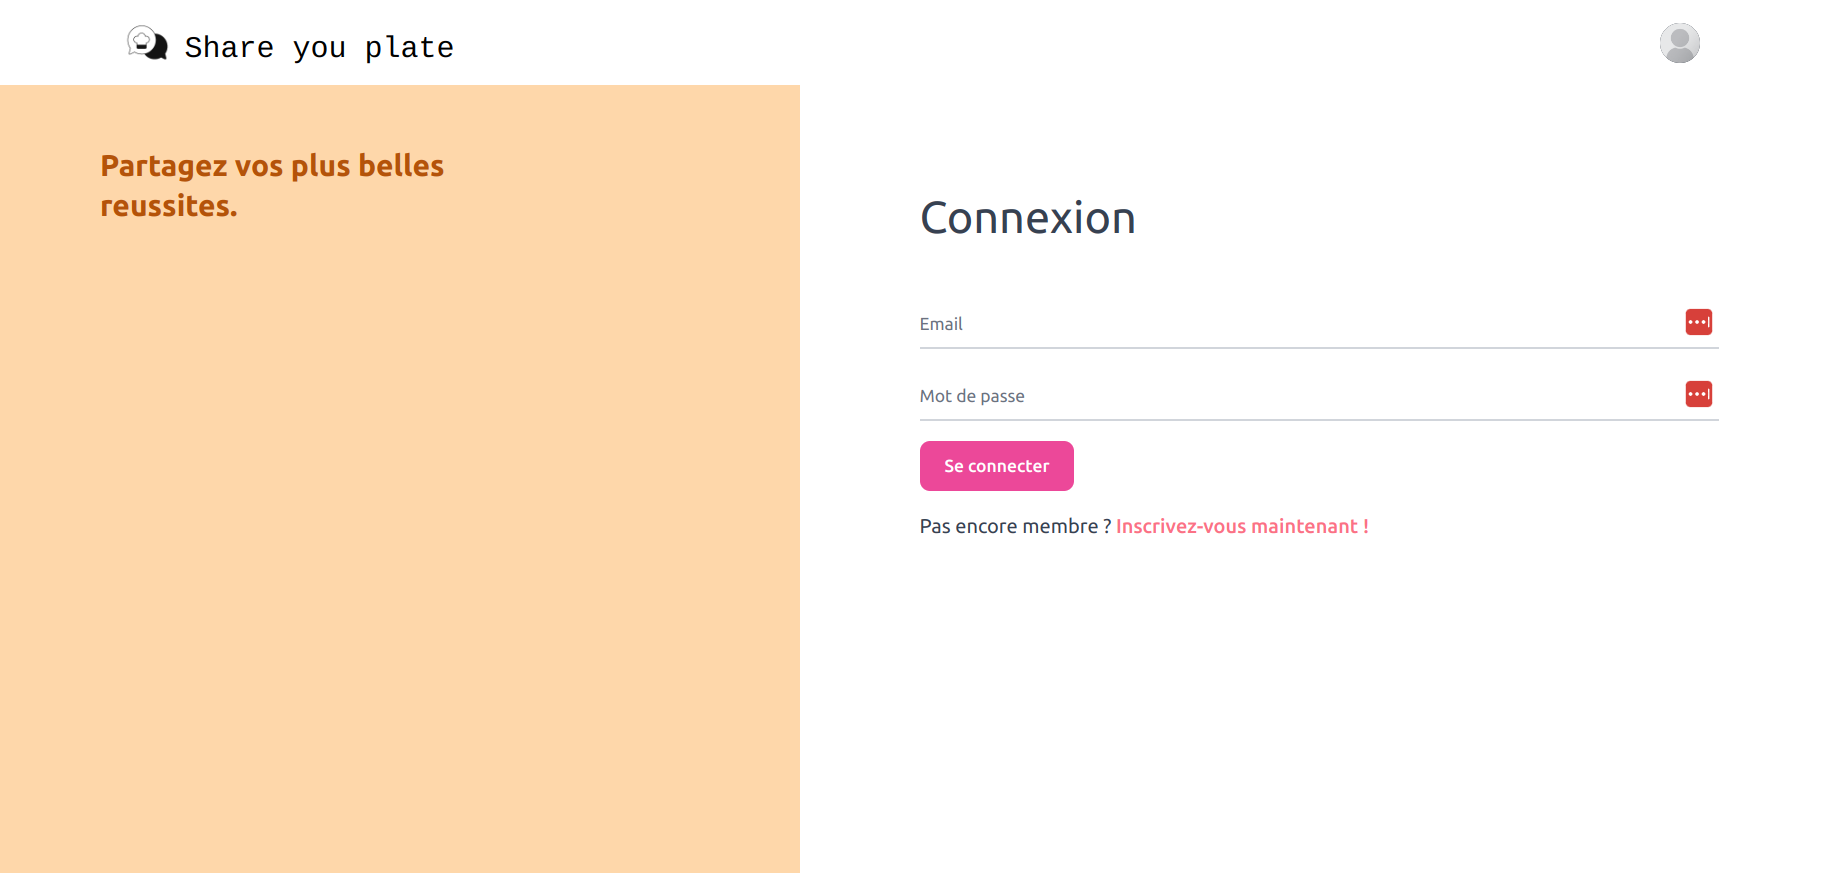 Share you plate
Partagez vos plus belles
reussites.
Connexion
Email
Mot de passe
Se connecter
Pas encore membre ? Inscrivez-vous maintenant !